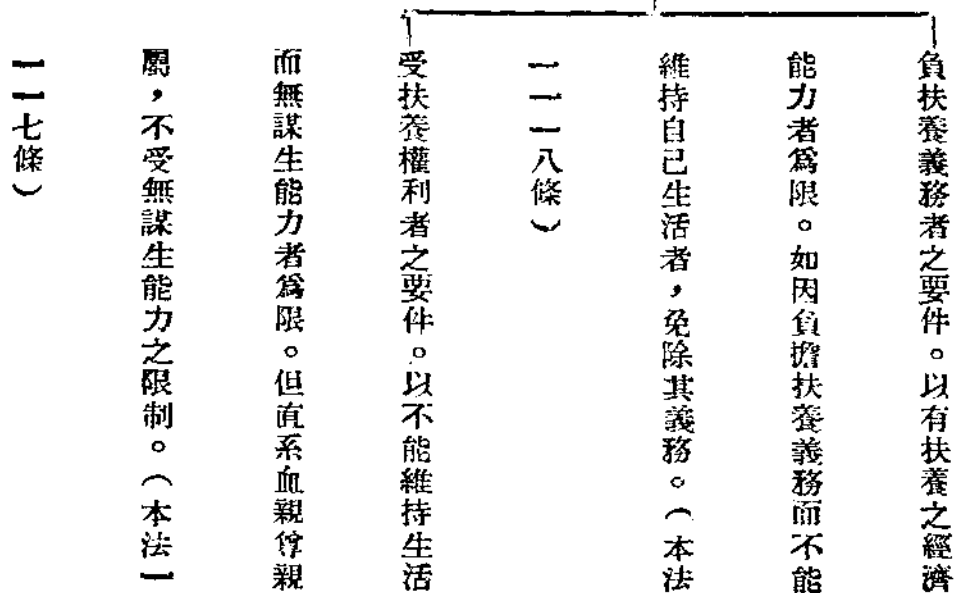 負扶養義務者之要件。以有扶養之經濟
能力者爲限。如因負擔扶養義務而不能
維持自己生活者，免除其義務。（本法
一一一八條）
受扶養權利者之要件。以不能維持生活
而無謀生能力者爲限。但直系血親尊親
屬，不受無謀生能力之限制。（本法一
一一七條）